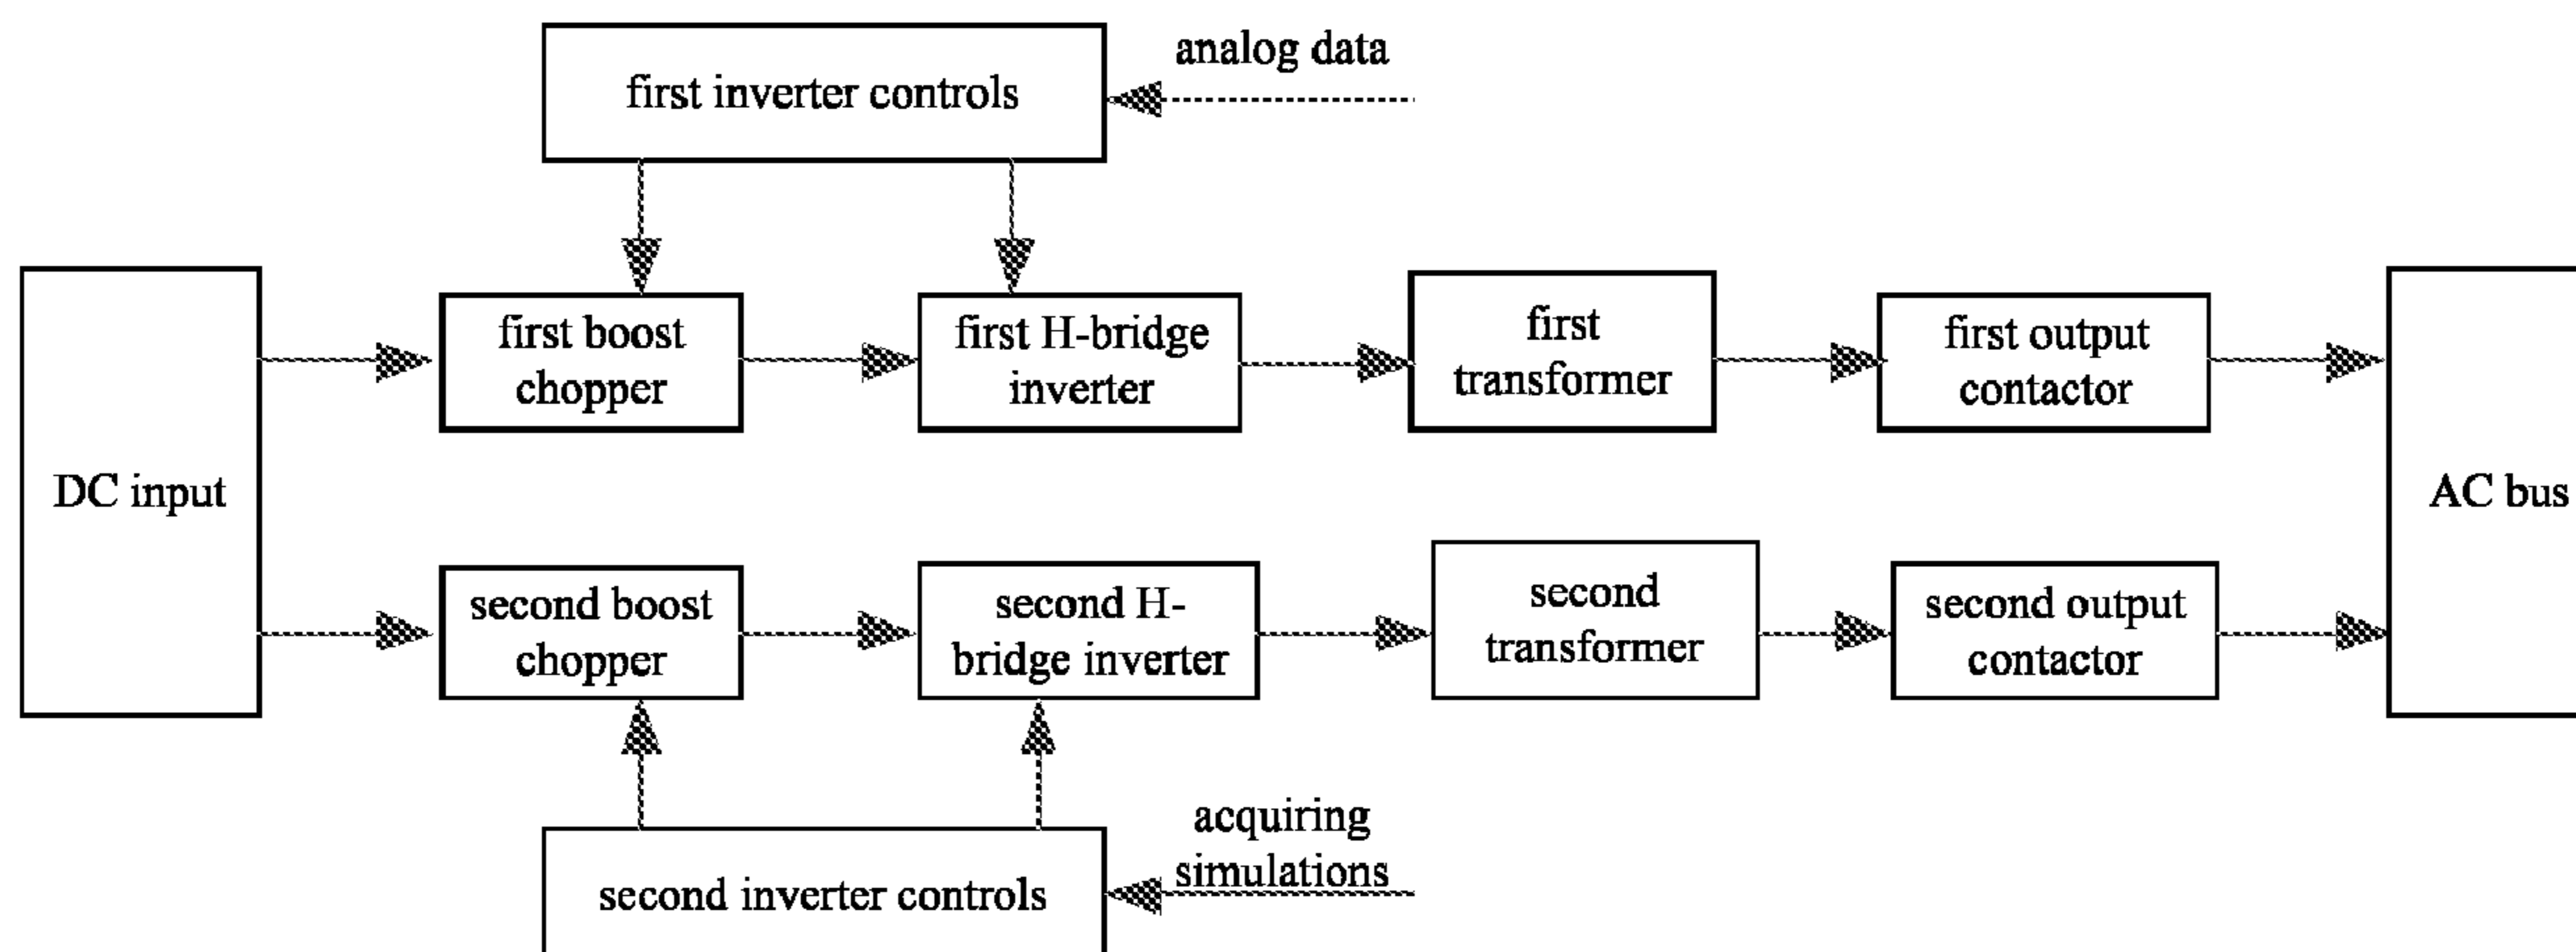 analog data
first inverter controls
first boost
chopper
first H-bridge
inverter
first
transformer
first output
contactor
DC input
AC bus
second boost
chopper
second H-
bridge inverter
second
transformer
second output
contactor
acquiring
simulations
second inverter controls